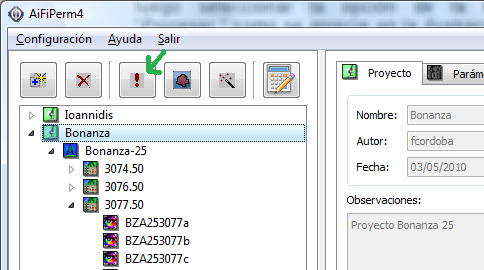 AiFiPerm4
Configuración Ayuda Salir
Ioannidis
Bonanza
Bonanza-25
3074.50
3076.50
3077.50
BZA253077a
BZA253077b
BZA253077c
Proyecto Parám
Nombre: Bonanza
Autor: fcordoba
Fecha: 03/05/2010
Observaciones:
Proyecto Bonanza 25